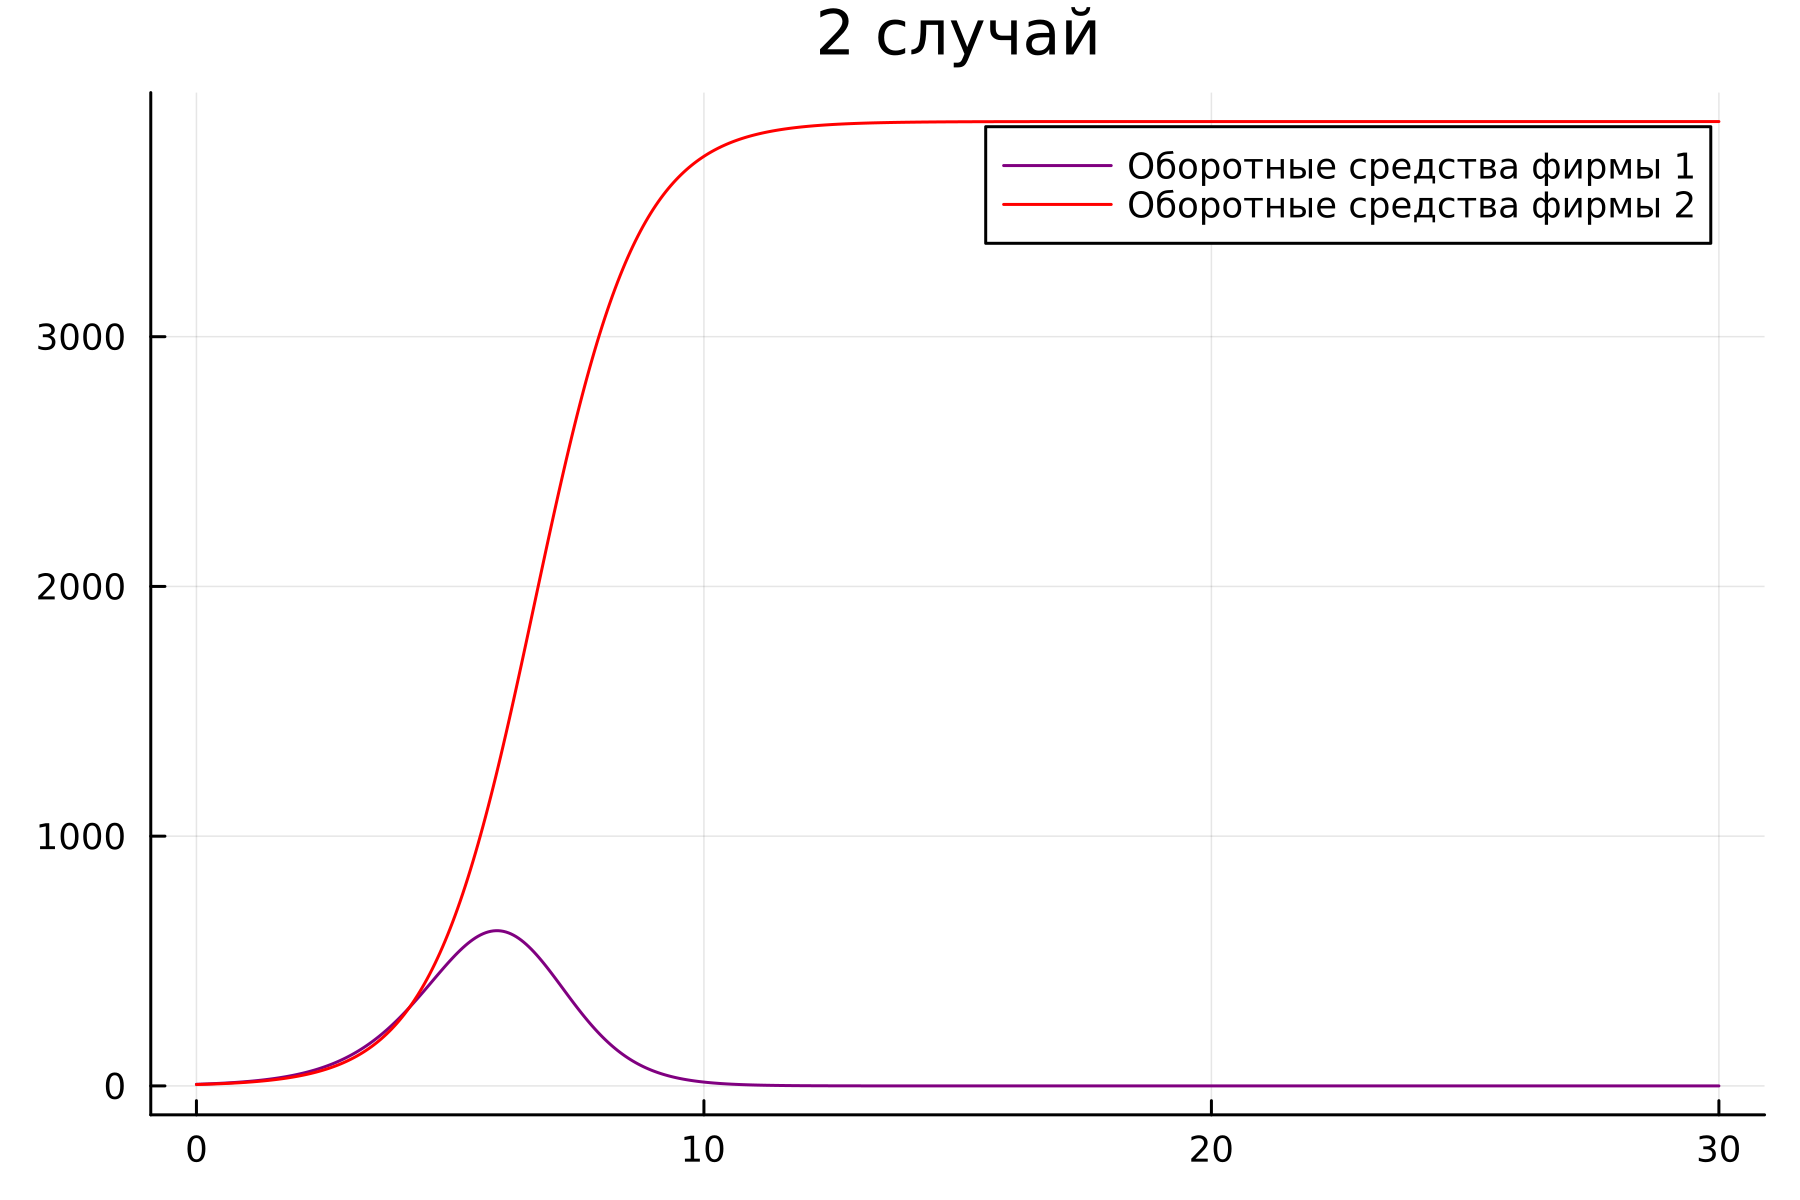 2 случай
Оборотные средства фирмы 1
Оборотные средства фирмы 2
3000
2000
1000
0
0 10 20 30